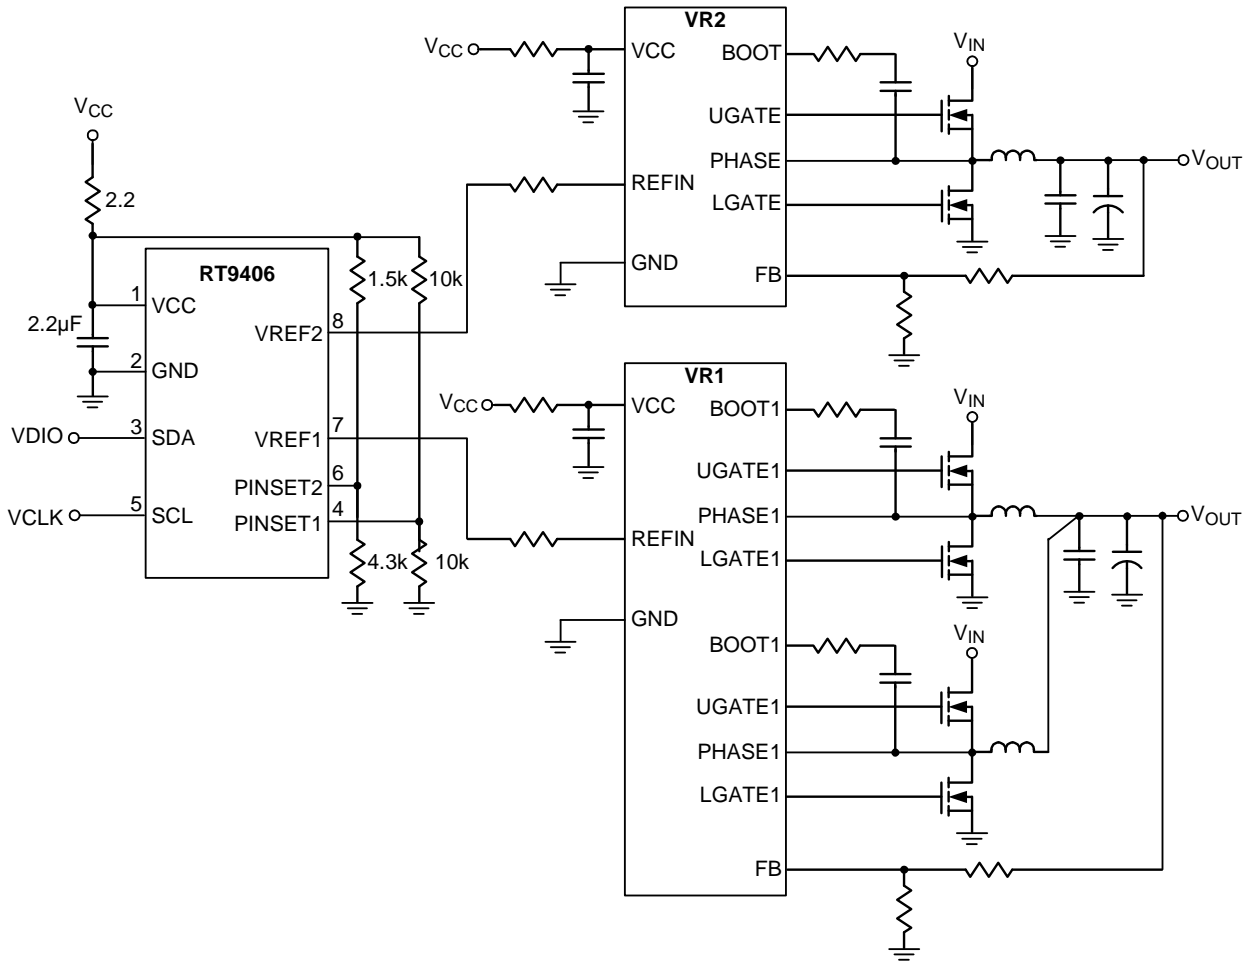 VCC
2.2
1.5k
10k
RT9406
1
VCC
2.2µF
2
GND
VDIO
3
SDA
VCLK
5
SCL
VREF2
8
VREF1
7
PINSET2
6
PINSET1
4
4.3k
10k
VR2
VCC
VCC
REFIN
GND
BOOT
UGATE
PHASE
LGATE
FB
VIN
VOUT
VR1
VCC
VCC
REFIN
GND
BOOT1
UGATE1
PHASE1
LGATE1
BOOT1
UGATE1
PHASE1
LGATE1
FB
VIN
VOUT
VIN